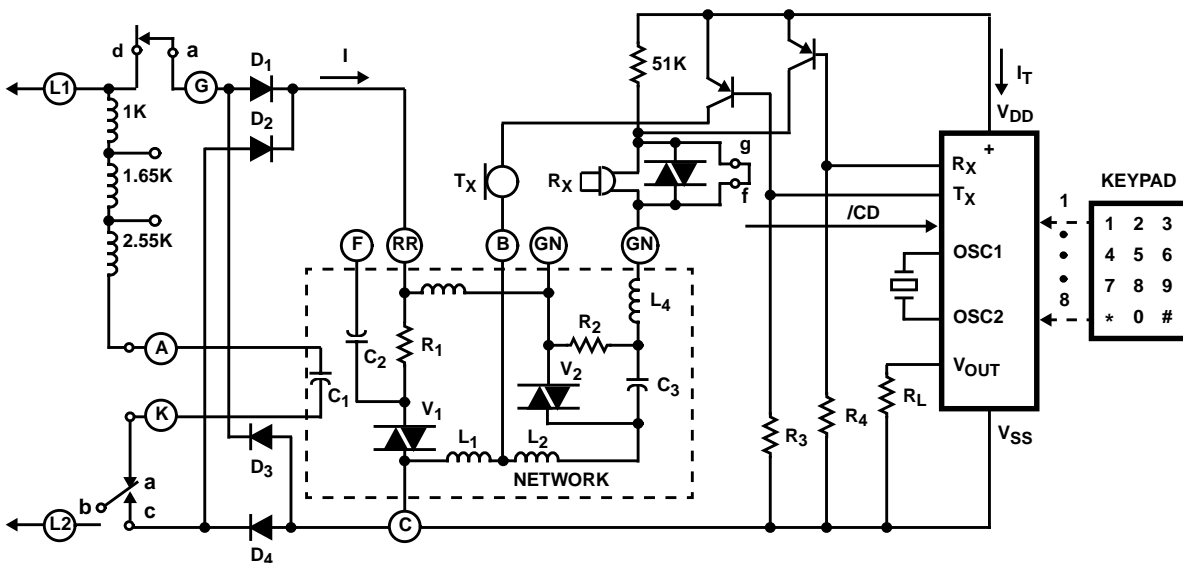 d
a
L1
G
D1
D2
I
1K
1.65K
2.55K
51K
IT
VDD
+
TX
RX
g
f
RX
TX
/CD
OSC1
OSC2
VOUT
VSS
KEYPAD
1
8
1 2 3
4 5 6
7 8 9
* 0 #
F
RR
B
GN
GN
L4
R2
R1
C2
V2
C3
A
C1
K
V1
L1
L2
NETWORK
R3
R4
RL
D3
a
b
c
L2
D4
C